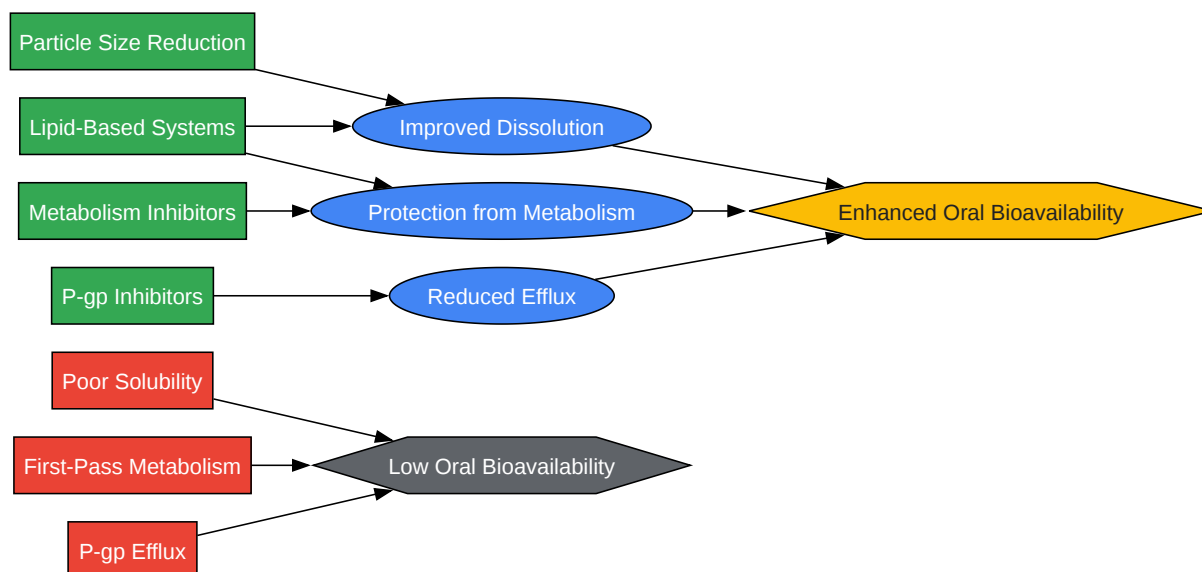 Particle Size Reduction
Lipid-Based Systems
Improved Dissolution
Metabolism Inhibitors
Protection from Metabolism
Enhanced Oral Bioavailability
P-gp Inhibitors
Reduced Efflux
Poor Solubility
First-Pass Metabolism
Low Oral Bioavailability
P-gp Efflux